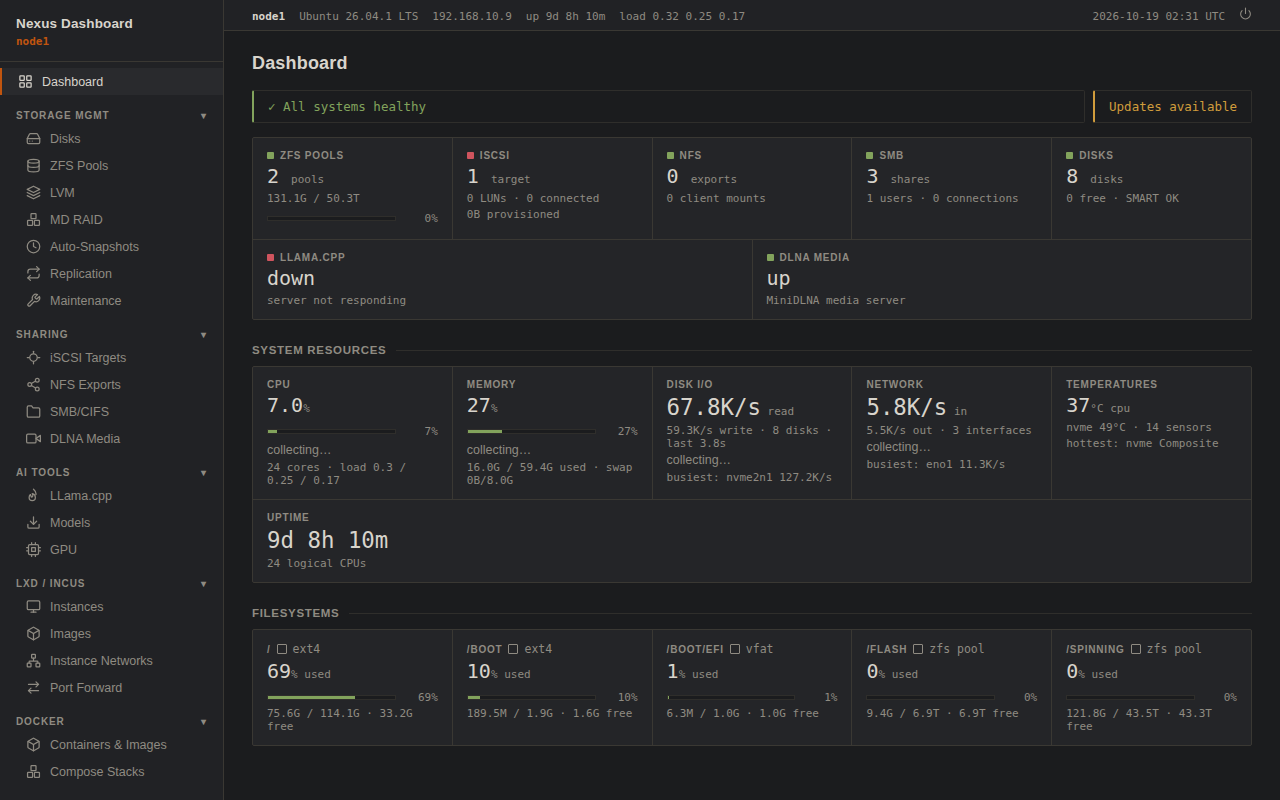 Nexus Dashboard
node1
Dashboard
STORAGE MGMT ▾
Disks
ZFS Pools
LVM
MD RAID
Auto-Snapshots
Replication
Maintenance
SHARING ▾
iSCSI Targets
NFS Exports
SMB/CIFS
DLNA Media
AI TOOLS ▾
LLama.cpp
Models
GPU
LXD / INCUS ▾
Instances
Images
Instance Networks
Port Forward
DOCKER ▾
Containers & Images
Compose Stacks
node1 Ubuntu 26.04.1 LTS 192.168.10.9 up 9d 8h 10m load 0.32 0.25 0.17 2026-10-19 02:31 UTC
Dashboard
✓ All systems healthy
Updates available
ZFS POOLS
2 pools
131.1G / 50.3T
0%
ISCSI
1 target
0 LUNs · 0 connected
0B provisioned
NFS
0 exports
0 client mounts
SMB
3 shares
1 users · 0 connections
DISKS
8 disks
0 free · SMART OK
LLAMA.CPP
down
server not responding
DLNA MEDIA
up
MiniDLNA media server
SYSTEM RESOURCES
CPU
7.0%
7%
collecting…
24 cores · load 0.3 /
0.25 / 0.17
MEMORY
27%
27%
collecting…
16.0G / 59.4G used · swap
0B/8.0G
DISK I/O
67.8K/s read
59.3K/s write · 8 disks ·
last 3.8s
collecting…
busiest: nvme2n1 127.2K/s
NETWORK
5.8K/s in
5.5K/s out · 3 interfaces
collecting…
busiest: eno1 11.3K/s
TEMPERATURES
37°C cpu
nvme 49°C · 14 sensors
hottest: nvme Composite
UPTIME
9d 8h 10m
24 logical CPUs
FILESYSTEMS
/ ext4
69% used
69%
75.6G / 114.1G · 33.2G
free
/BOOT ext4
10% used
10%
189.5M / 1.9G · 1.6G free
/BOOT/EFI vfat
1% used
1%
6.3M / 1.0G · 1.0G free
/FLASH zfs pool
0% used
0%
9.4G / 6.9T · 6.9T free
/SPINNING zfs pool
0% used
0%
121.8G / 43.5T · 43.3T
free